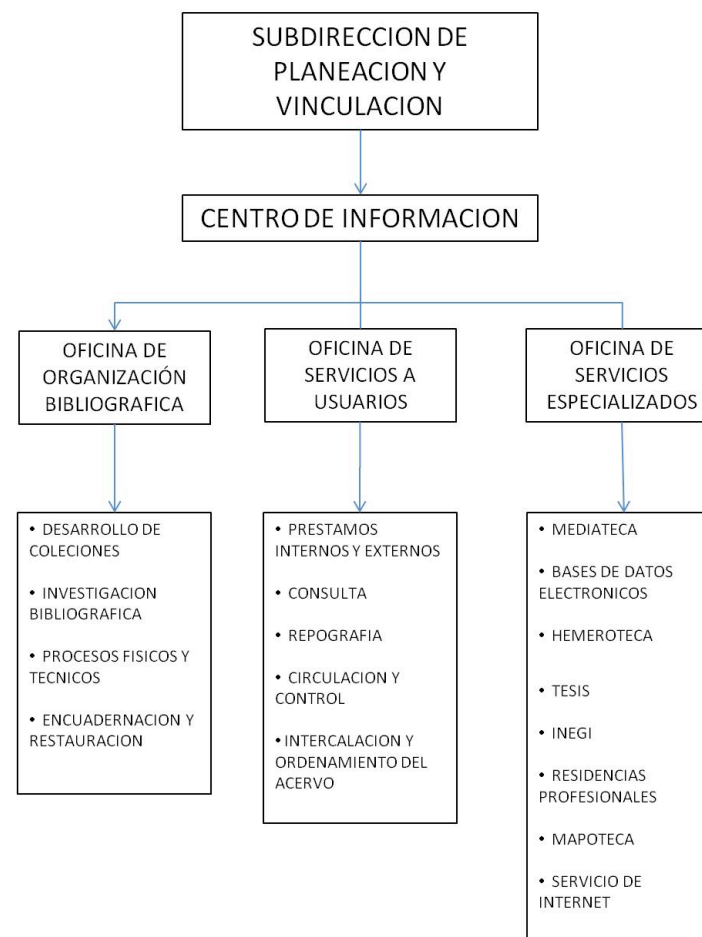 SUBDIRECCION DE
PLANEACION Y
VINCULACION
CENTRO DE INFORMACION
OFICINA DE
ORGANIZACIÓN
BIBLIOGRAFICA
OFICINA DE
SERVICIOS A
USUARIOS
OFICINA DE
SERVICIOS
ESPECIALIZADOS
• DESARROLLO DE
COLECIONES
• INVESTIGACION
BIBLIOGRAFICA
• PROCESOS FISICOS Y
TECNICOS
• ENCUADERNACION Y
RESTAURACION
• PRESTAMOS
INTERNOS Y EXTERNOS
• CONSULTA
• REPOGRAFIA
• CIRCULACION Y
CONTROL
• INTERCALACION Y
ORDENAMIENTO DEL
ACERVO
• MEDIATECA
• BASES DE DATOS
ELECTRONICOS
• HEMEROTECA
• TESIS
• INEGI
• RESIDENCIAS
PROFESIONALES
• MAPOTECA
• SERVICIO DE
INTERNET